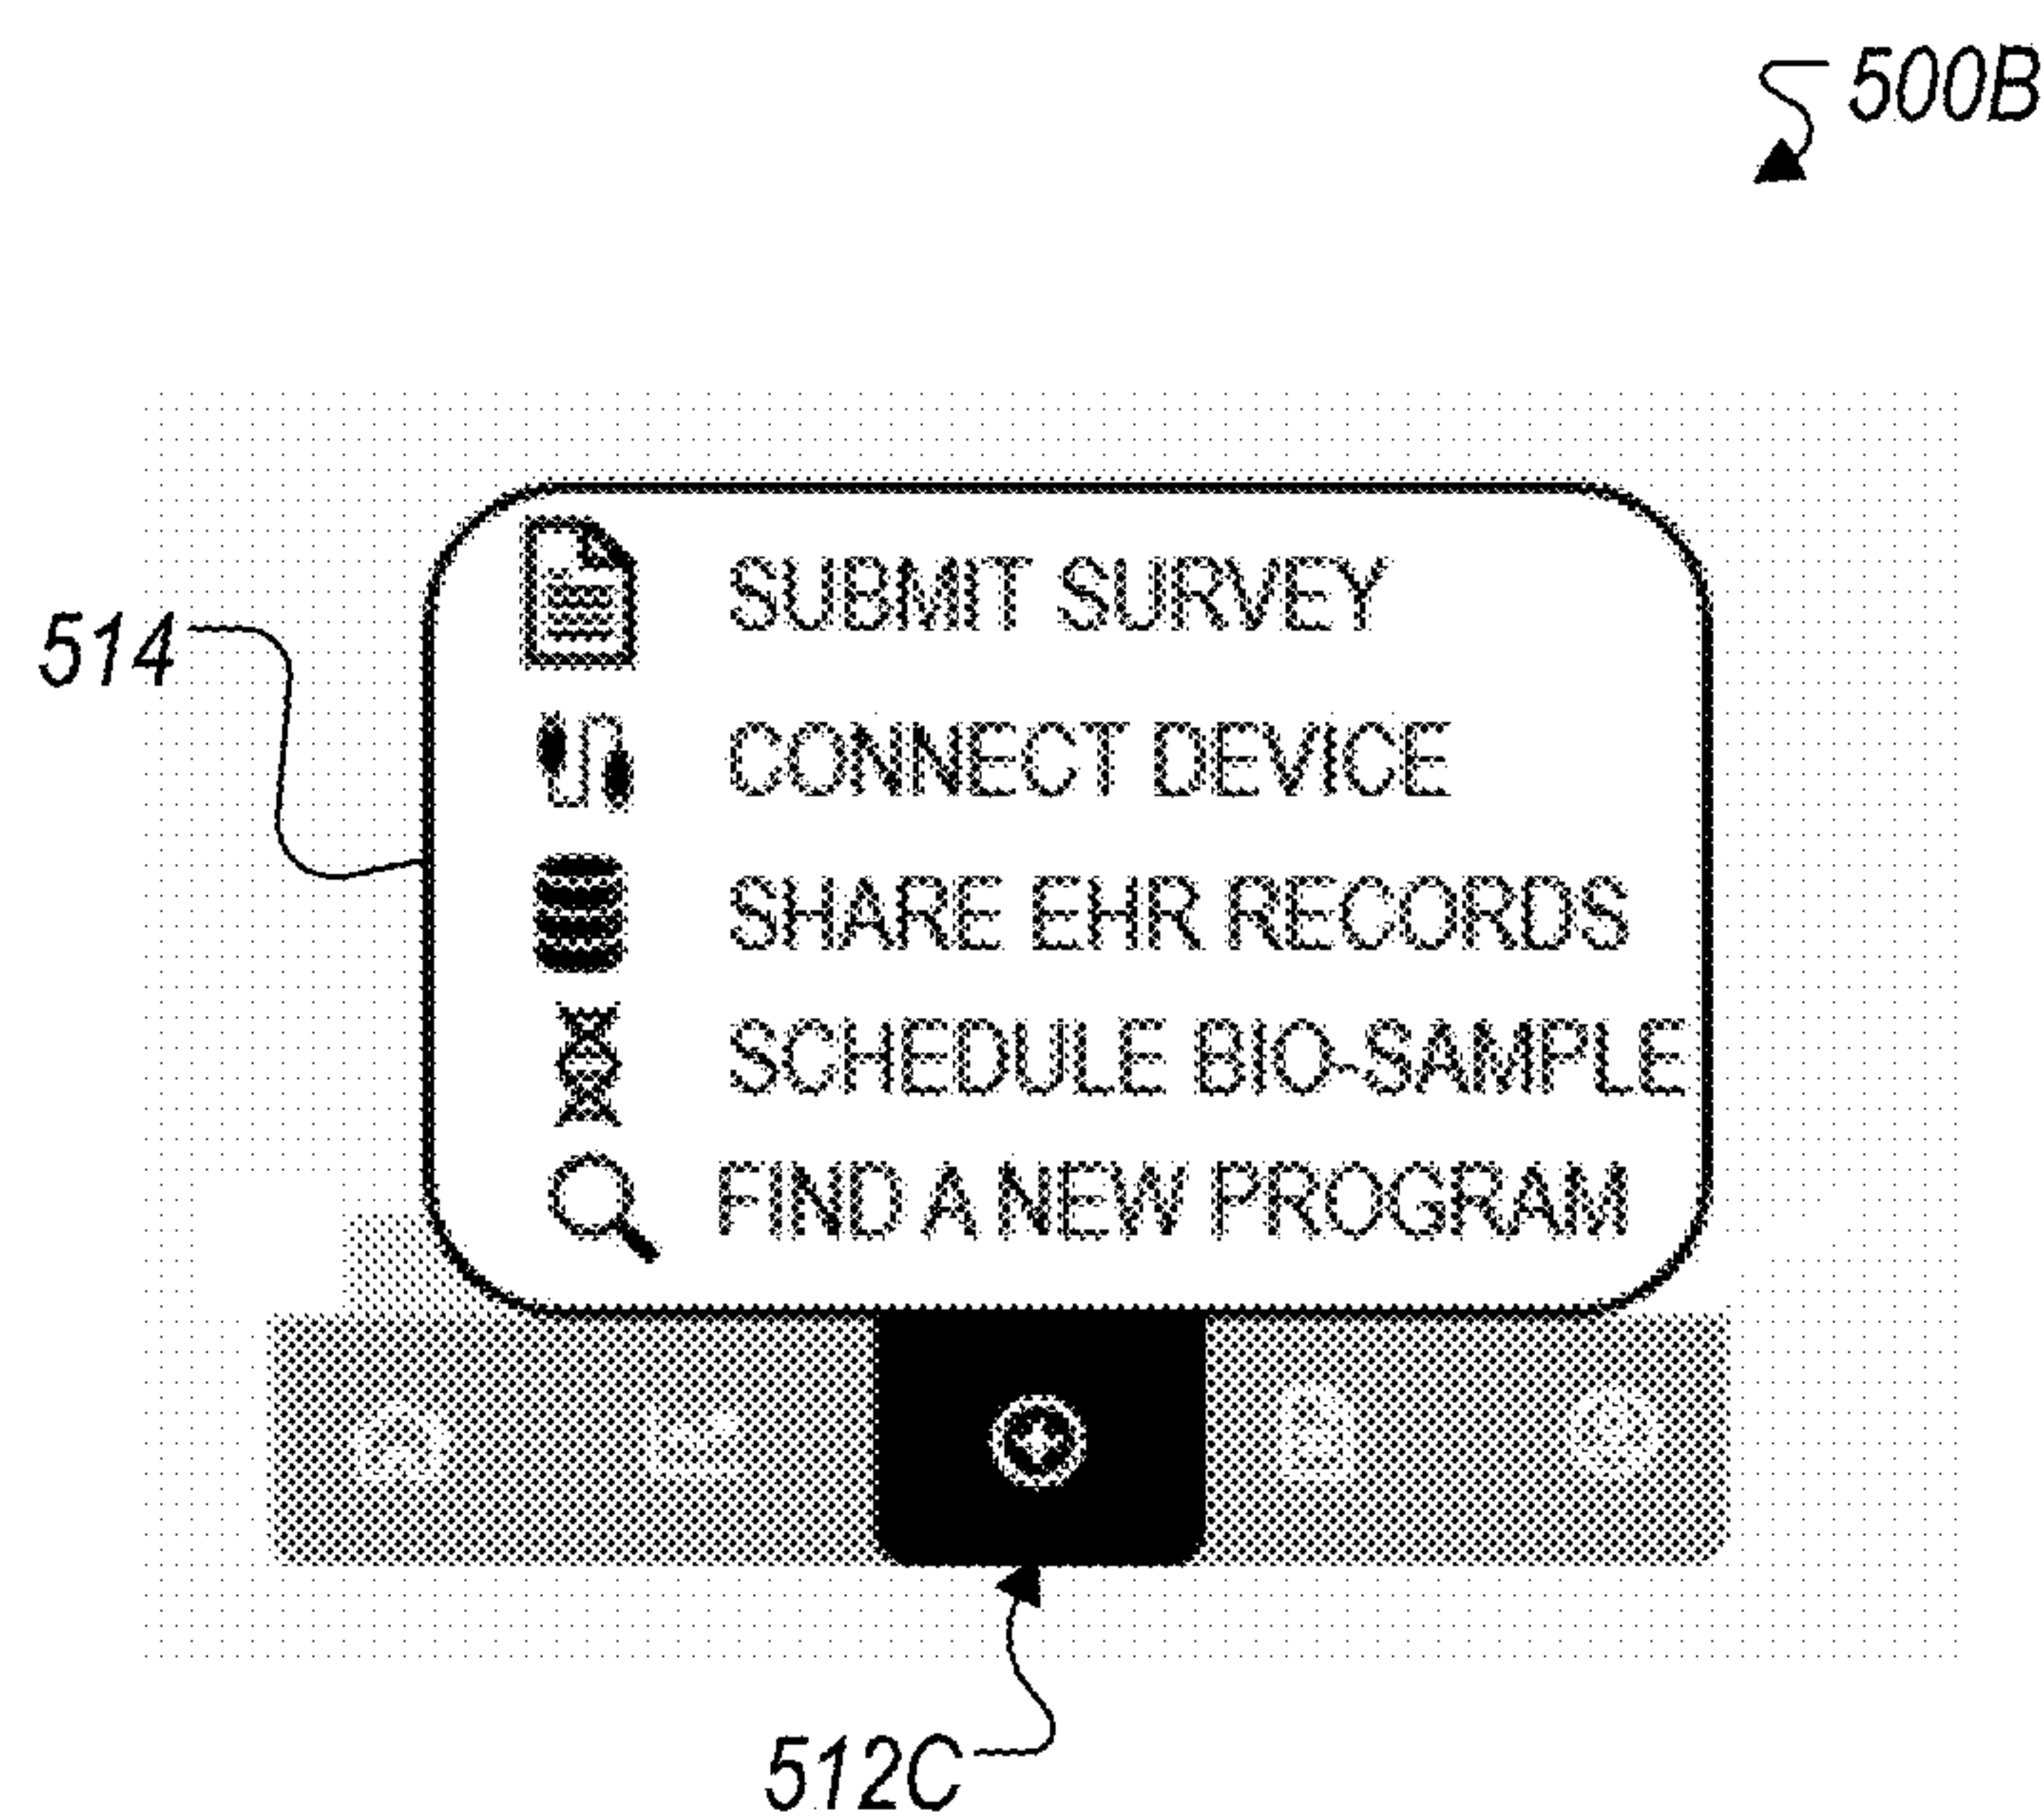 500B
SUBMIT SURVEY
514
CONNECT DEVICE
SHARE EHR RECORDS
SCHEDULE BIO-SAMPLE
FIND A NEW PROGRAM
512C